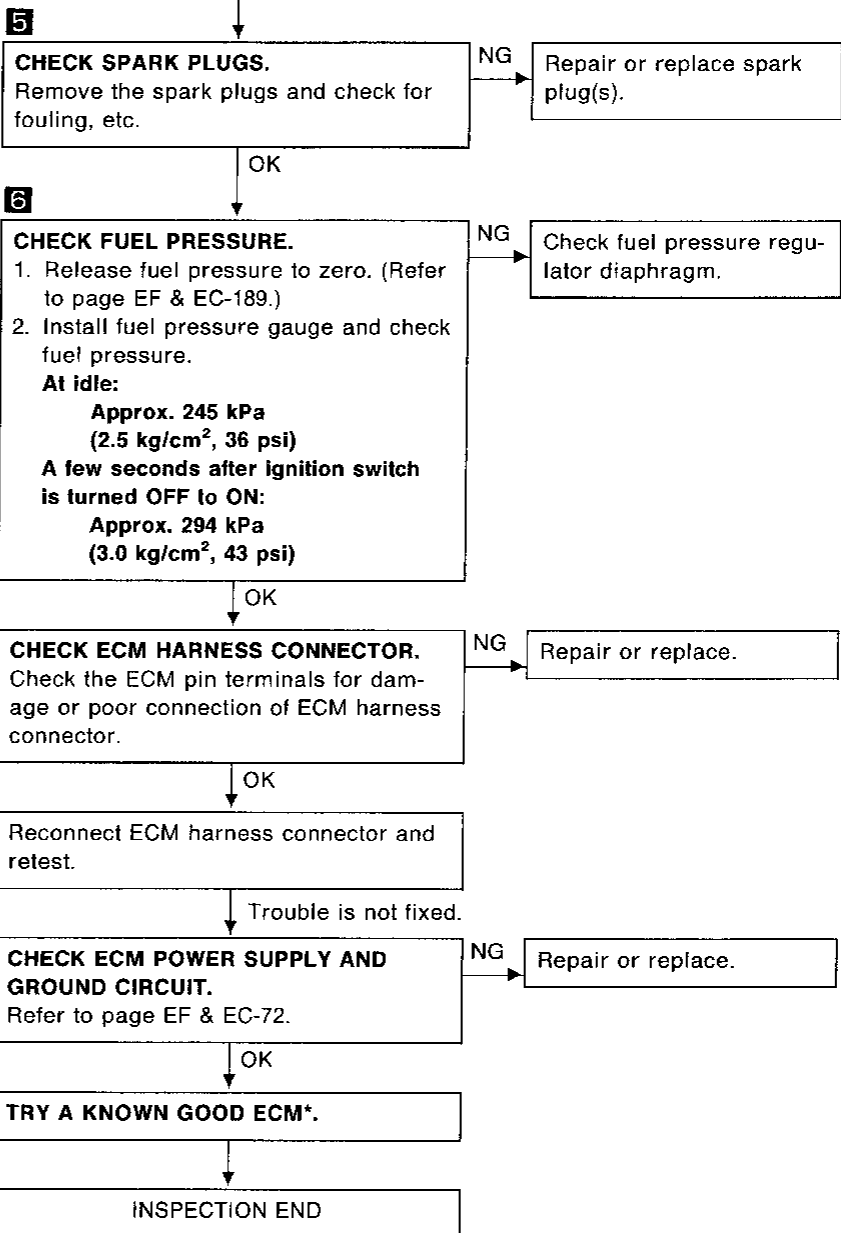 5
CHECK SPARK PLUGS.
Remove the spark plugs and check for
fouling, etc.
NG
Repair or replace spark
plug(s).
OK
6
CHECK FUEL PRESSURE.
1. Release fuel pressure to zero. (Refer
to page EF & EC-189.)
2. Install fuel pressure gauge and check
fuel pressure.
At idle:
Approx. 245 kPa
(2.5 kg/cm², 36 psi)
A few seconds after ignition switch
is turned OFF to ON:
Approx. 294 kPa
(3.0 kg/cm², 43 psi)
NG
Check fuel pressure regu-
lator diaphragm.
OK
CHECK ECM HARNESS CONNECTOR.
Check the ECM pin terminals for dam-
age or poor connection of ECM harness
connector.
NG
Repair or replace.
OK
Reconnect ECM harness connector and
retest.
Trouble is not fixed.
CHECK ECM POWER SUPPLY AND
GROUND CIRCUIT.
Refer to page EF & EC-72.
NG
Repair or replace.
OK
TRY A KNOWN GOOD ECM*.
INSPECTION END